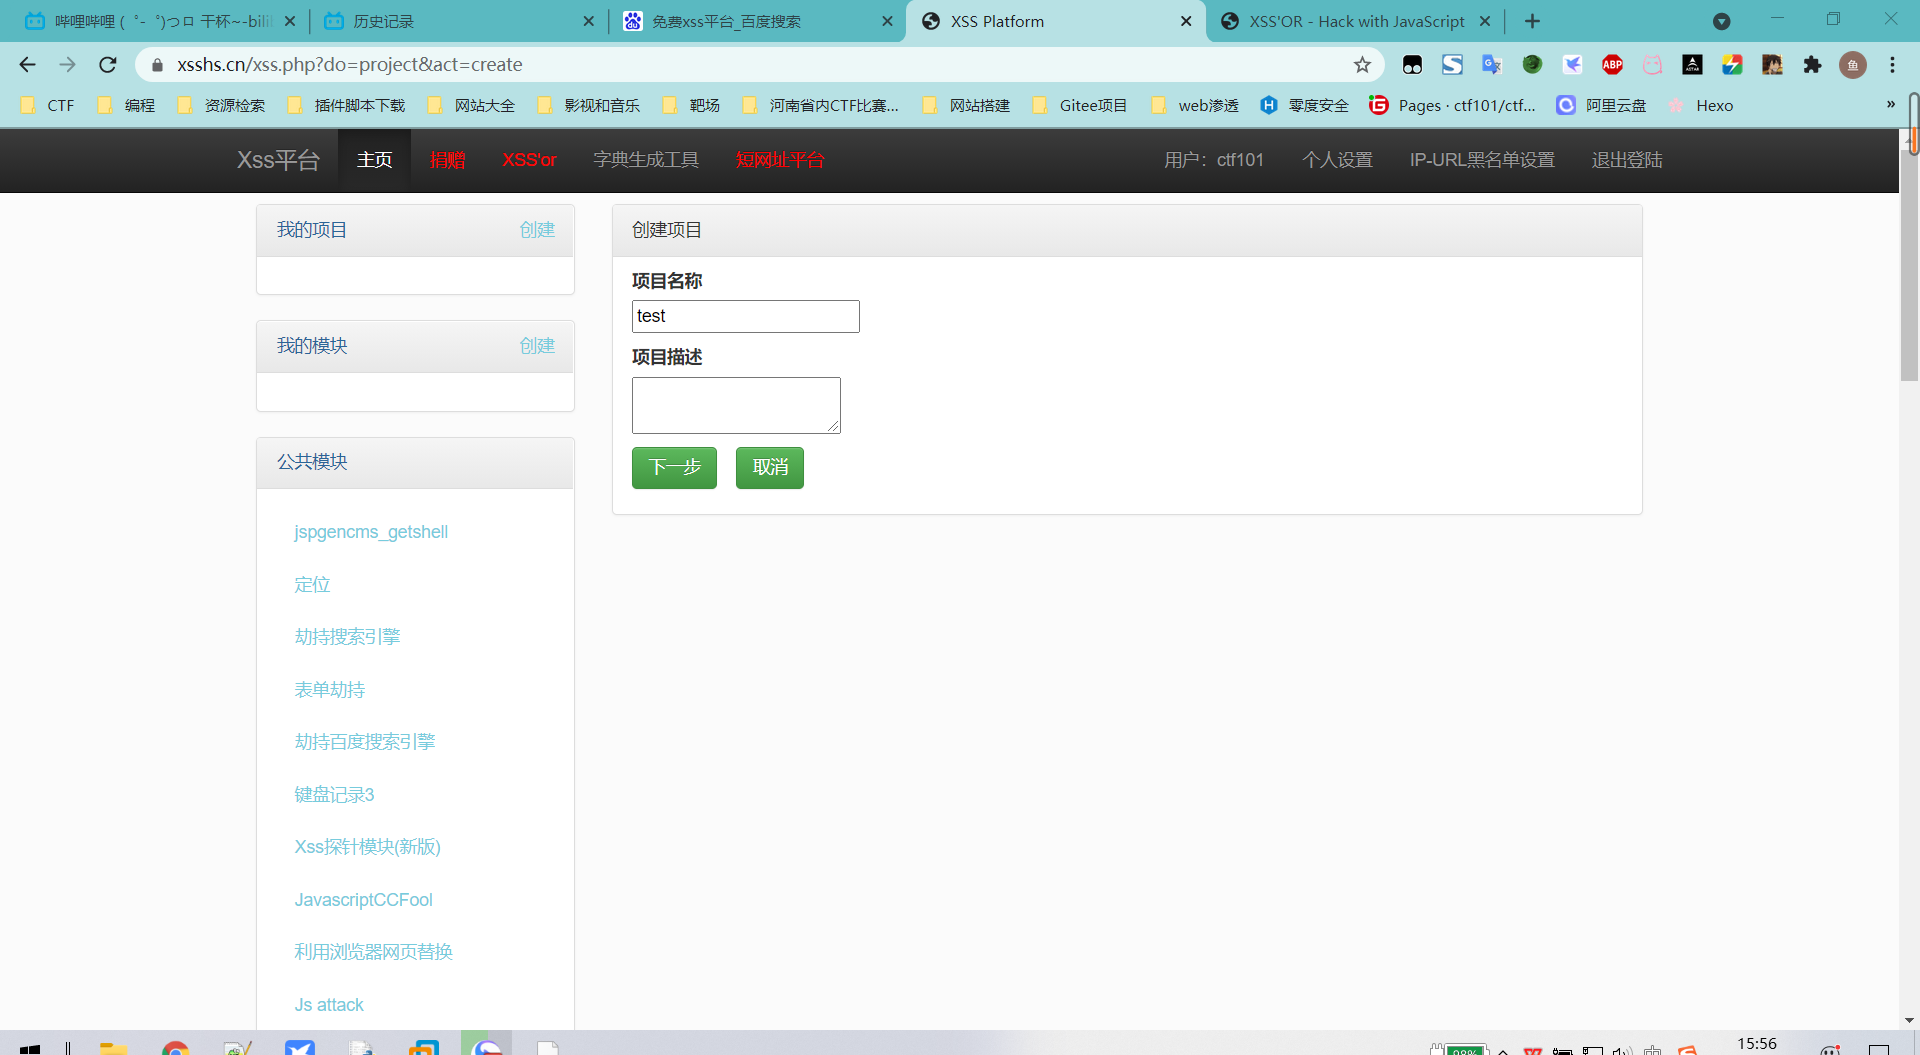 哔哩哔哩 (゜-゜)つロ 干杯~-bili
历史记录
免费xss平台_百度搜索
XSS Platform
XSS'OR - Hack with JavaScript
xsshs.cn/xss.php?do=project&act=create
CTF
编程
资源检索
插件脚本下载
网站大全
影视和音乐
靶场
河南省内CTF比赛...
网站搭建
Gitee项目
web渗透
零度安全
Pages · ctf101/ctf...
阿里云盘
Hexo
»
Xss平台
主页
捐赠
XSS'or
字典生成工具
短网址平台
用户：ctf101
个人设置
IP-URL黑名单设置
退出登陆
我的项目
创建
我的模块
创建
公共模块
jspgencms_getshell
定位
劫持搜索引擎
表单劫持
劫持百度搜索引擎
键盘记录3
Xss探针模块(新版)
JavascriptCCFool
利用浏览器网页替换
Js attack
创建项目
项目名称
test
项目描述
下一步
取消
ABP
鱼
98%
15:56